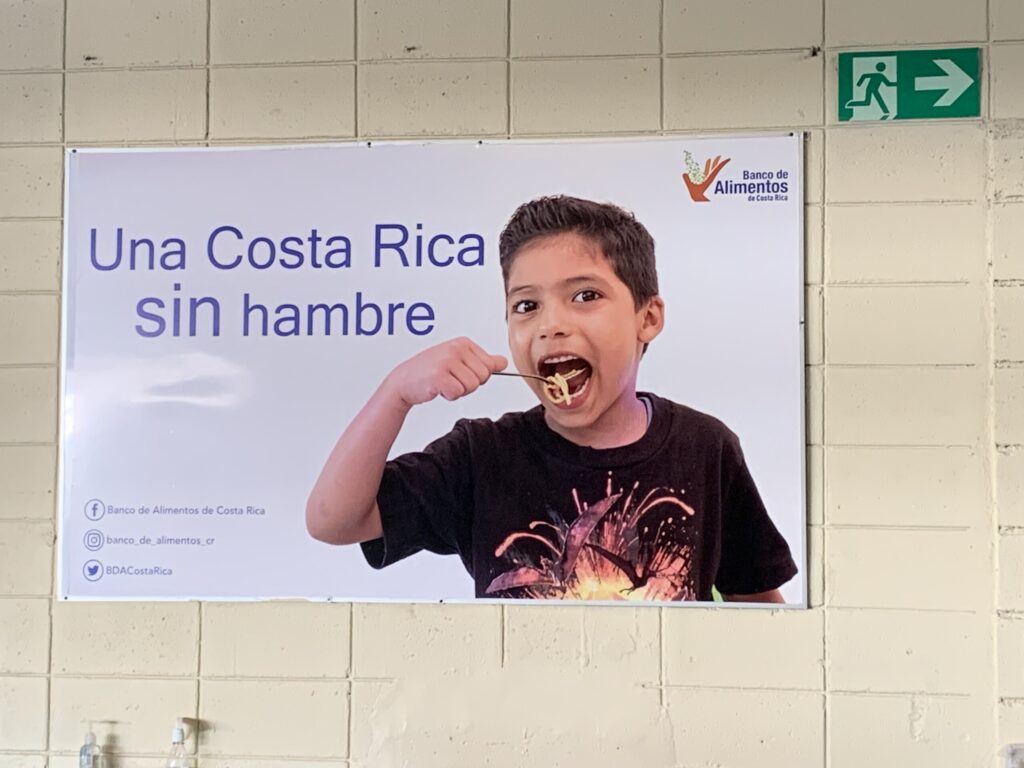 Banco de
Alimentos
de Costa Rica
Una Costa Rica
sin hambre
Banco de Alimentos de Costa Rica
banco_de_alimentos_cr
BDACostaRica